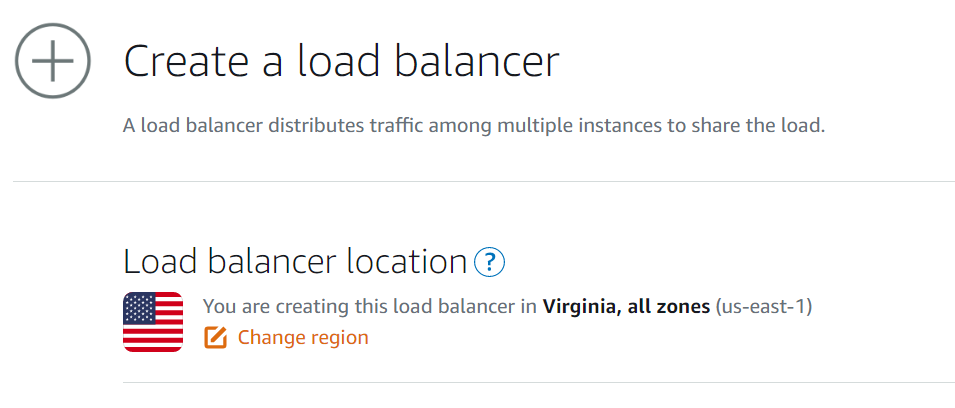 Create a load balancer
A load balancer distributes traffic among multiple instances to share the load.
Load balancer location ?
You are creating this load balancer in Virginia, all zones (us-east-1)
Change region